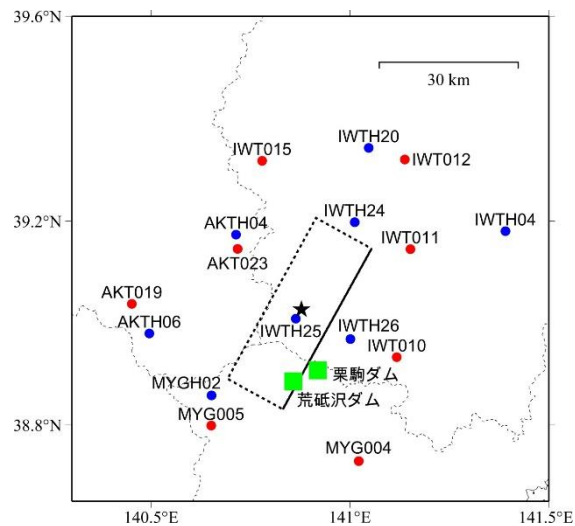 39.6°N
30 km
IWTH20
IWT015
IWT012
AKTH04
IWTH24
IWTH04
39.2°N
AKT023
IWT011
AKT019
AKTH06
IWTH25
IWTH26
IWT010
栗駒ダム
MYGH02
荒砥沢ダム
MYG005
38.8°N
MYG004
140.5°E
141°E
141.5°E